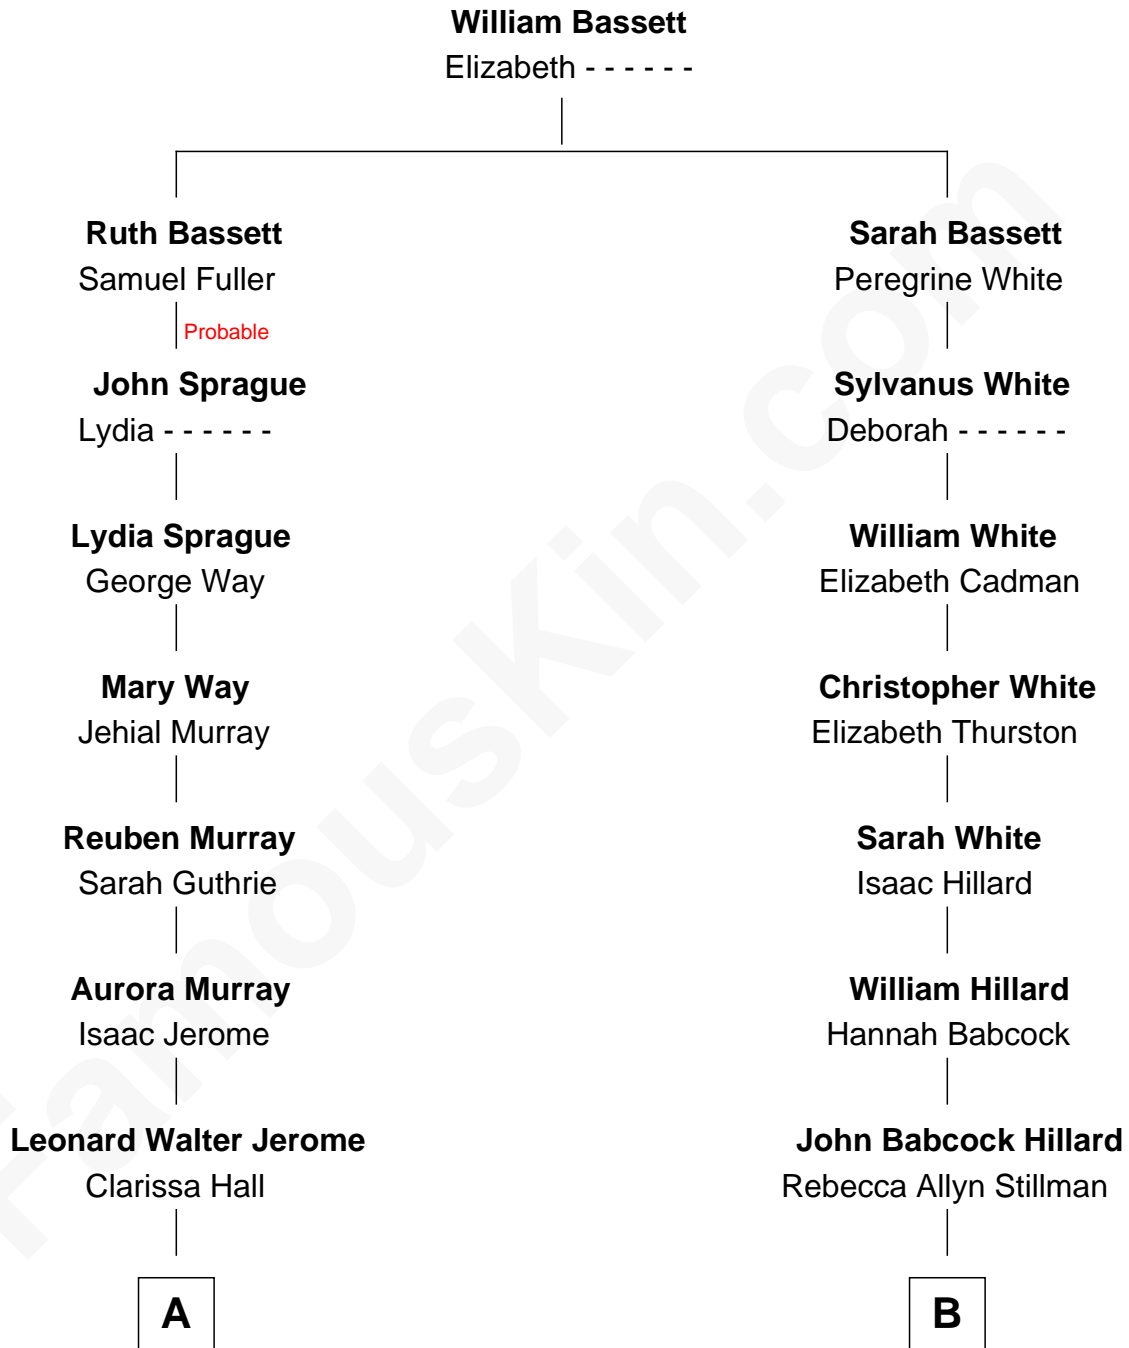 William Bassett
Elizabeth - - - - - -
Ruth Bassett
Samuel Fuller
Probable
John Sprague
Lydia - - - - - -
Lydia Sprague
George Way
Mary Way
Jehial Murray
Reuben Murray
Sarah Guthrie
Aurora Murray
Isaac Jerome
Leonard Walter Jerome
Clarissa Hall
A
Sarah Bassett
Peregrine White
Sylvanus White
Deborah - - - - - -
William White
Elizabeth Cadman
Christopher White
Elizabeth Thurston
Sarah White
Isaac Hillard
William Hillard
Hannah Babcock
John Babcock Hillard
Rebecca Allyn Stillman
B
FamousKin.com